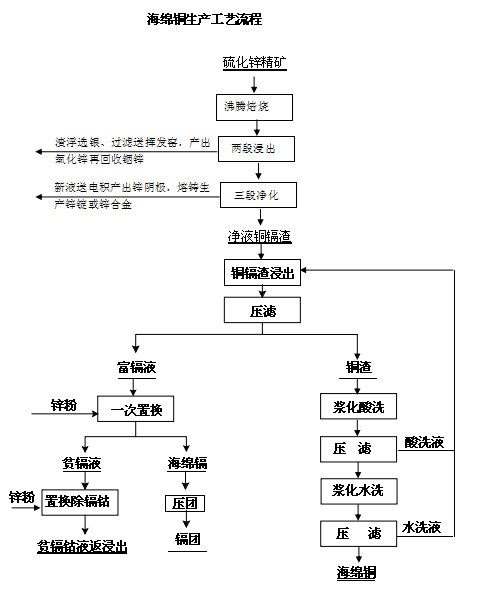 海绵铜生产工艺流程
硫化锌精矿
沸腾焙烧
渣浮选银、过滤送挥发窑，产出
氧化锌再回收铟锌
两段浸出
新液送电积产出锌阴极，熔铸生
产锌锭或锌合金
三段净化
净液铜镉渣
铜镉渣浸出
压滤
富镉液
铜渣
锌粉
一次置换
浆化酸洗
贫镉液
海绵镉
压 滤
酸洗液
锌粉
置换除镉钴
压团
浆化水洗
贫镉钴液返浸出
镉团
压 滤
水洗液
海绵铜